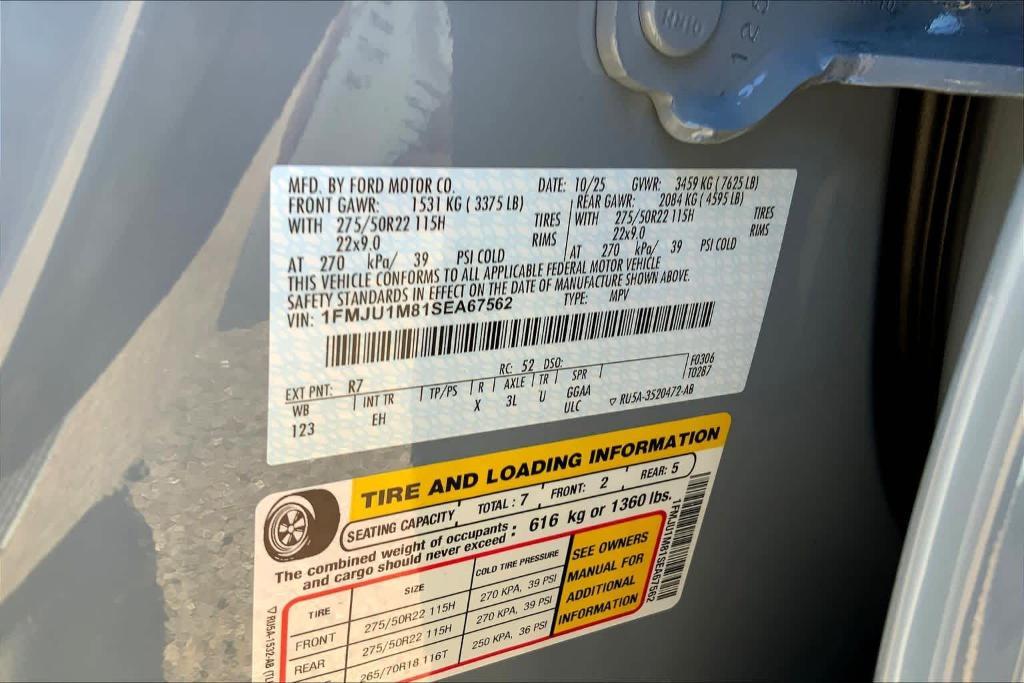 MFD. BY FORD MOTOR CO. DATE: 10/25 GVWR: 3459 KG ( 7625 LB)
FRONT GAWR: 1531 KG ( 3375 LB) REAR GAWR: 2084 KG ( 4595 LB)
WITH 275/50R22 115H TIRES WITH 275/50R22 115H TIRES
22x9.0 RIMS 22x9.0 RIMS
AT 270 kPa/ 39 PSI COLD AT 270 kPa/ 39 PSI COLD
THIS VEHICLE CONFORMS TO ALL APPLICABLE FEDERAL MOTOR VEHICLE
SAFETY STANDARDS IN EFFECT ON THE DATE OF MANUFACTURE SHOWN ABOVE.
VIN: 1FMJU1M81SEA67562 TYPE: MPV
EXT PNT: R7 RC: 52 DSO: F0306
WB INT TR TP/PS R AXLE TR SPR T0287
123 EH X 3L U GGAA
ULC ▽ RU5A-3520472-AB
TIRE AND LOADING INFORMATION
SEATING CAPACITY TOTAL : 7 FRONT: 2 REAR: 5
The combined weight of occupants and cargo should never exceed : 616 kg or 1360 lbs.
TIRE SIZE COLD TIRE PRESSURE
FRONT 275/50R22 115H 270 KPA, 39 PSI
REAR 275/50R22 115H 270 KPA, 39 PSI
265/70R18 116T 250 KPA, 36 PSI
SEE OWNERS
MANUAL FOR
ADDITIONAL
INFORMATION
1FMJU1M81SEA67562
▽ RU5A-1532-AB